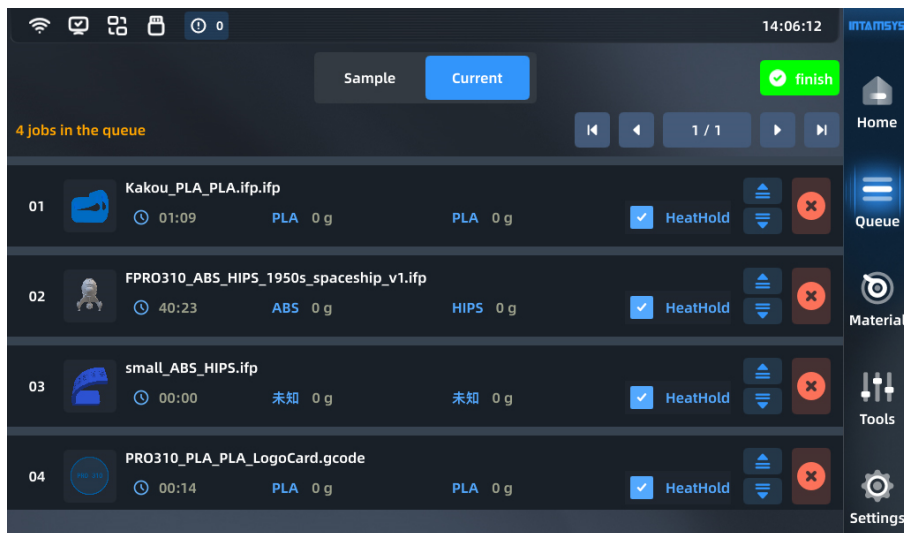 0 14:06:12 INTAMSYS
Sample Current finish
4 jobs in the queue 1 / 1
Home
Kakou_PLA_PLA.ifp.ifp
01 01:09 PLA 0 g PLA 0 g HeatHold
Queue
FPRO310_ABS_HIPS_1950s_spaceship_v1.ifp
02 40:23 ABS 0 g HIPS 0 g HeatHold
Material
small_ABS_HIPS.ifp
03 00:00 未知 0 g 未知 0 g HeatHold
Tools
PRO310_PLA_PLA_LogoCard.gcode
04 00:14 PLA 0 g PLA 0 g HeatHold
Settings